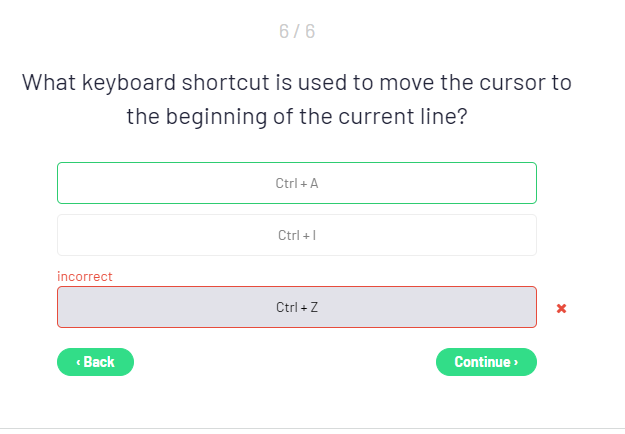 6 / 6
What keyboard shortcut is used to move the cursor to
the beginning of the current line?
Ctrl + A
Ctrl + I
incorrect
Ctrl + Z
‹ Back
Continue ›